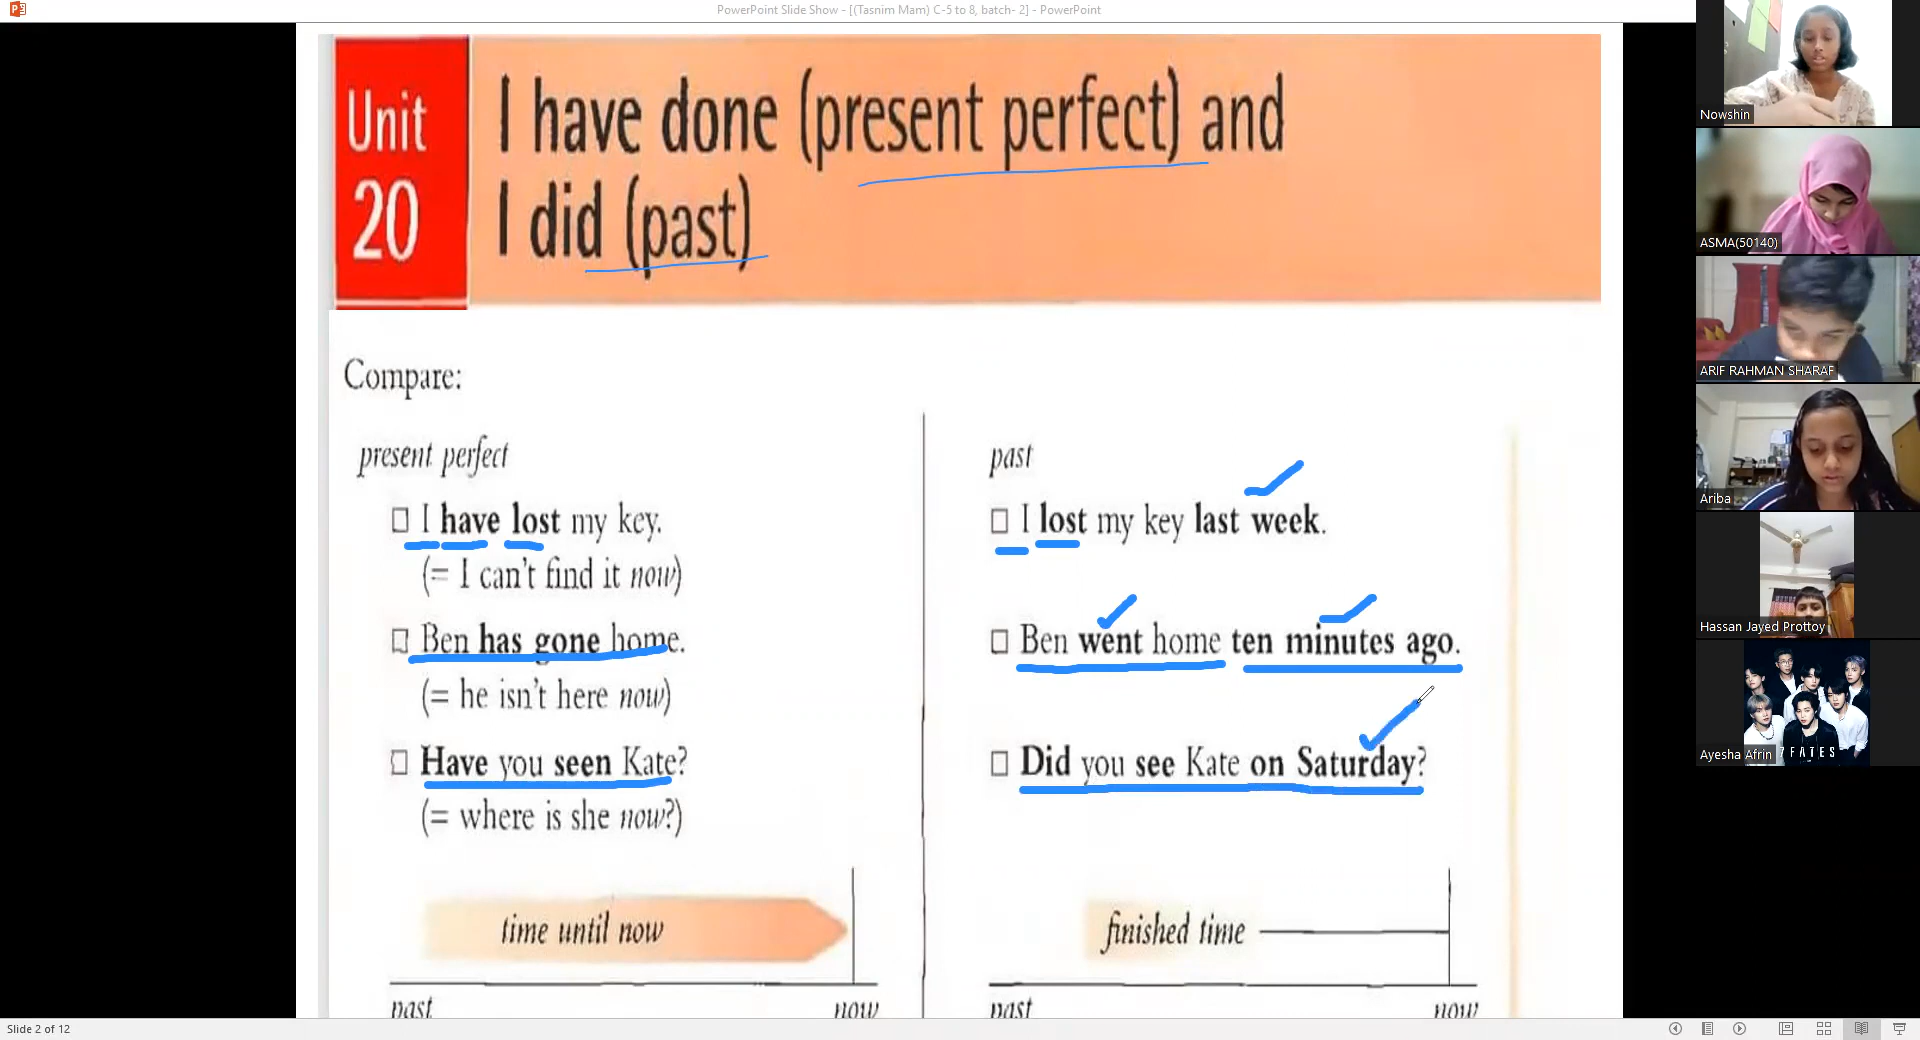 PowerPoint Slide Show - [(Tasnim Mam) C-5 to 8, batch- 2] - PowerPoint
Unit
20
I have done (present perfect) and
I did (past)
Compare:
present perfect
I have lost my key.
(= I can't find it now)
Ben has gone home.
(= he isn't here now)
Have you seen Kate?
(= where is she now?)
time until now
past now
past
I lost my key last week.
Ben went home ten minutes ago.
Did you see Kate on Saturday?
finished time
past now
Nowshin
ASMA(50140)
ARIF RAHMAN SHARAF
Ariba
Hassan Jayed Prottoy
Ayesha Afrin
7FATES
Slide 2 of 12